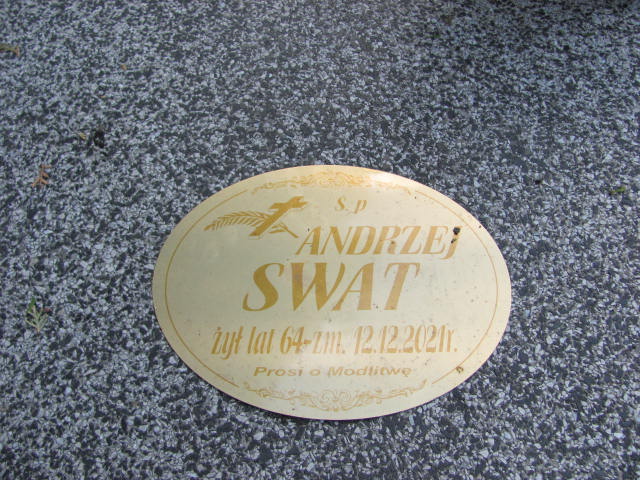 Ś. p
ANDRZEJ
SWAT
żył lat 64-zm. 12.12.2021r.
Prosi o Modlitwę